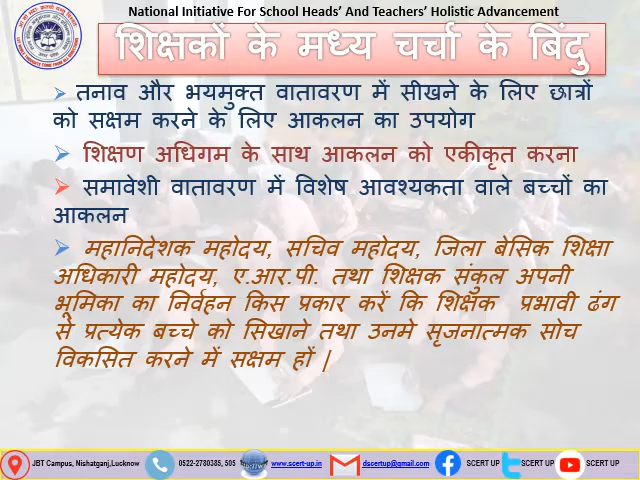 National Initiative For School Heads’ And Teachers’ Holistic Advancement
शिक्षकों के मध्य चर्चा के बिंदु
➢ तनाव और भयमुक्त वातावरण में सीखने के लिए छात्रों
को सक्षम करने के लिए आकलन का उपयोग
➢ शिक्षण अधिगम के साथ आकलन को एकीकृत करना
➢ समावेशी वातावरण में विशेष आवश्यकता वाले बच्चों का
आकलन
➢ महानिदेशक महोदय, सचिव महोदय, जिला बेसिक शिक्षा
अधिकारी महोदय, ए.आर.पी. तथा शिक्षक संकुल अपनी
भूमिका का निर्वहन किस प्रकार करें कि शिक्षक प्रभावी ढंग
से प्रत्येक बच्चे को सिखाने तथा उनमे सृजनात्मक सोच
विकसित करने में सक्षम हों |
JBT Campus, Nishatganj,Lucknow 0522-2780385, 505 www.scert-up.in dscertup@gmail.com SCERT UP SCERT UP SCERT UP